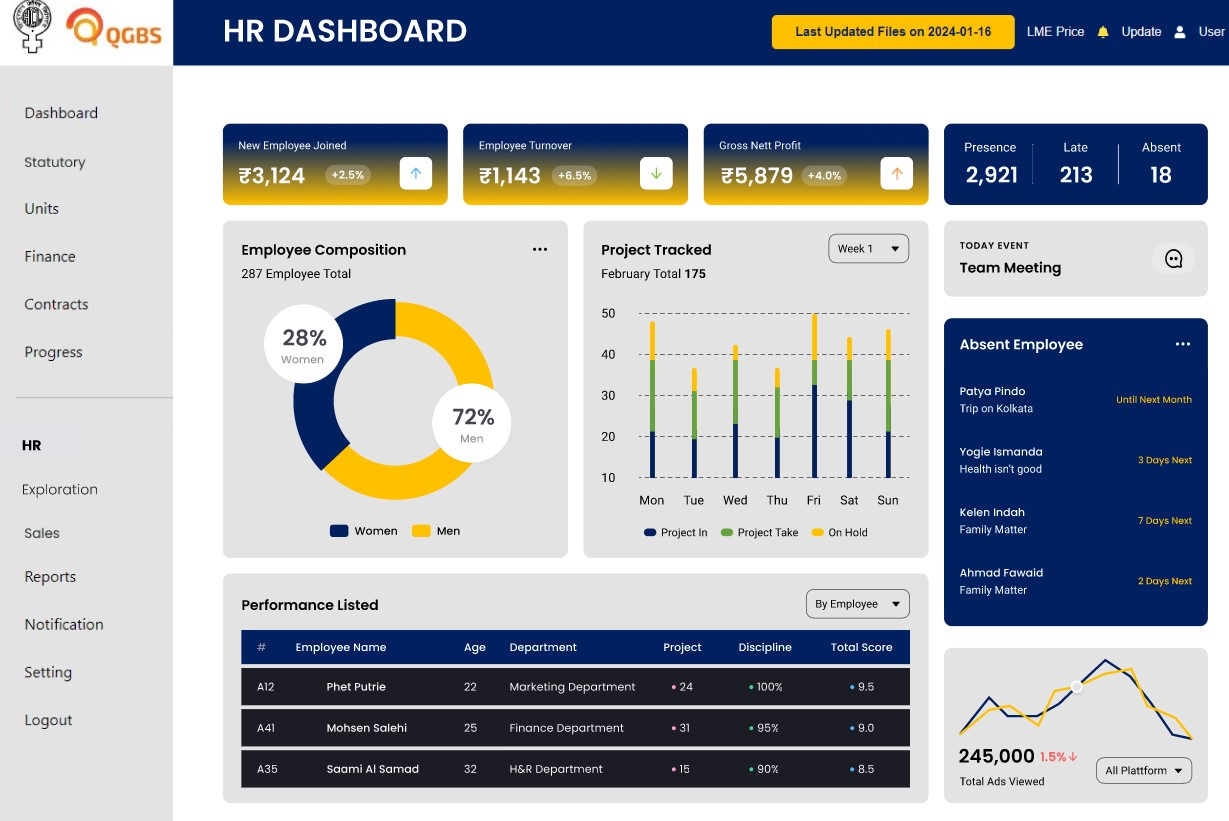 QGBS
HR DASHBOARD
Last Updated Files on 2024-01-16
LME Price
Update
User
Dashboard
Statutory
Units
Finance
Contracts
Progress
HR
Exploration
Sales
Reports
Notification
Setting
Logout
New Employee Joined
₹3,124 +2.5%
Employee Turnover
₹1,143 +6.5%
Gross Nett Profit
₹5,879 +4.0%
Presence Late Absent
2,921 213 18
Employee Composition
287 Employee Total
28%
Women
72%
Men
Women Men
Project Tracked
Week 1
February Total 175
50
40
30
20
10
Mon Tue Wed Thu Fri Sat Sun
Project In Project Take On Hold
TODAY EVENT
Team Meeting
Absent Employee
Patya Pindo
Trip on Kolkata
Until Next Month
Yogie Ismanda
Health isn't good
3 Days Next
Kelen Indah
Family Matter
7 Days Next
Ahmad Fawaid
Family Matter
2 Days Next
Performance Listed
By Employee
# Employee Name Age Department Project Discipline Total Score
A12 Phet Putrie 22 Marketing Department 24 100% 9.5
A41 Mohsen Salehi 25 Finance Department 31 95% 9.0
A35 Saami Al Samad 32 H&R Department 15 90% 8.5
245,000 1.5%
Total Ads Viewed
All Plattform